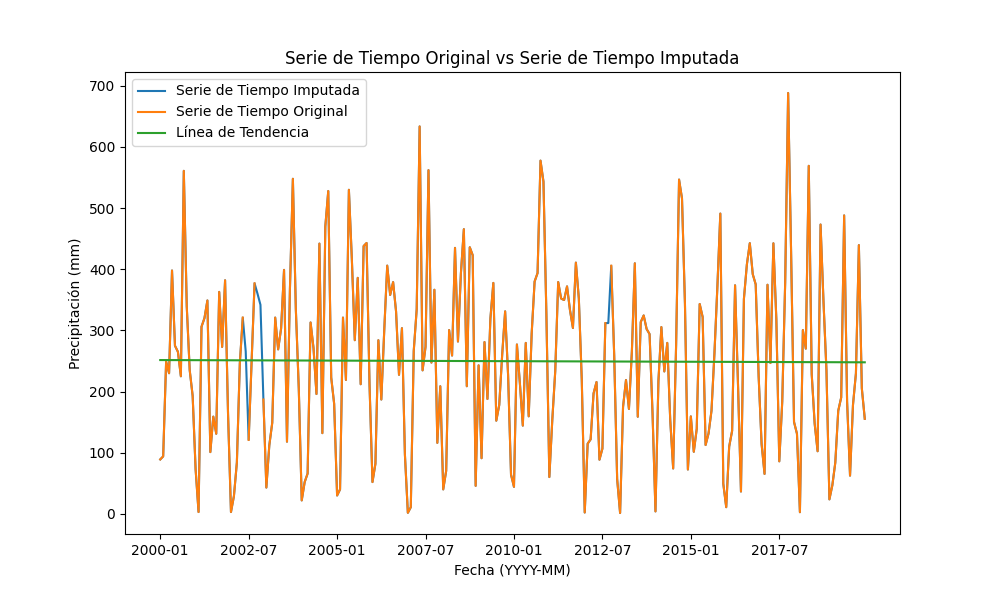 Serie de Tiempo Original vs Serie de Tiempo Imputada
Serie de Tiempo Imputada
Serie de Tiempo Original
Línea de Tendencia
Precipitación (mm)
700
600
500
400
300
200
100
0
2000-01 2002-07 2005-01 2007-07 2010-01 2012-07 2015-01 2017-07
Fecha (YYYY-MM)